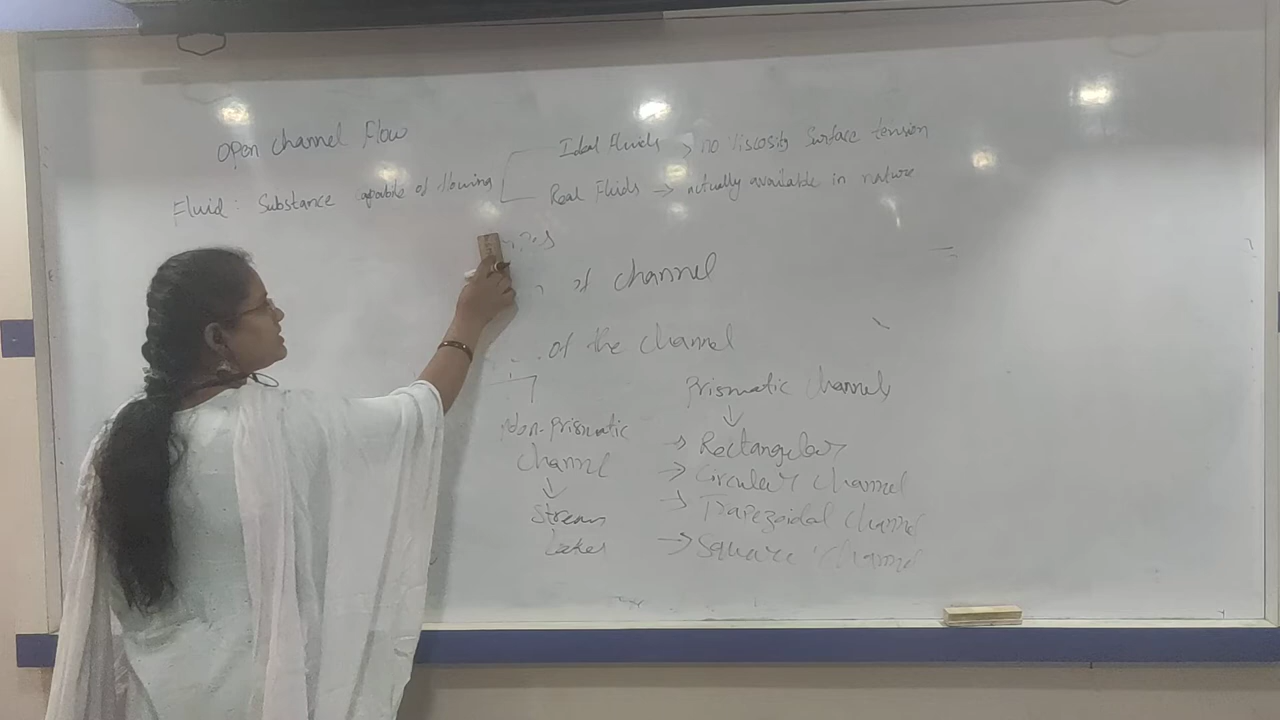 Open Channel Flow
Ideal Fluids → no Viscosity Surface tension
Fluid: Substance capable of flowing
Real Fluids → actually available in nature
of channel
of the channel
Prismatic Channel
Non-prismatic
→ Rectangular
Channel
→ Circular Channel
Stream
→ Trapezoidal Channel
Lakes
→ Square Channel